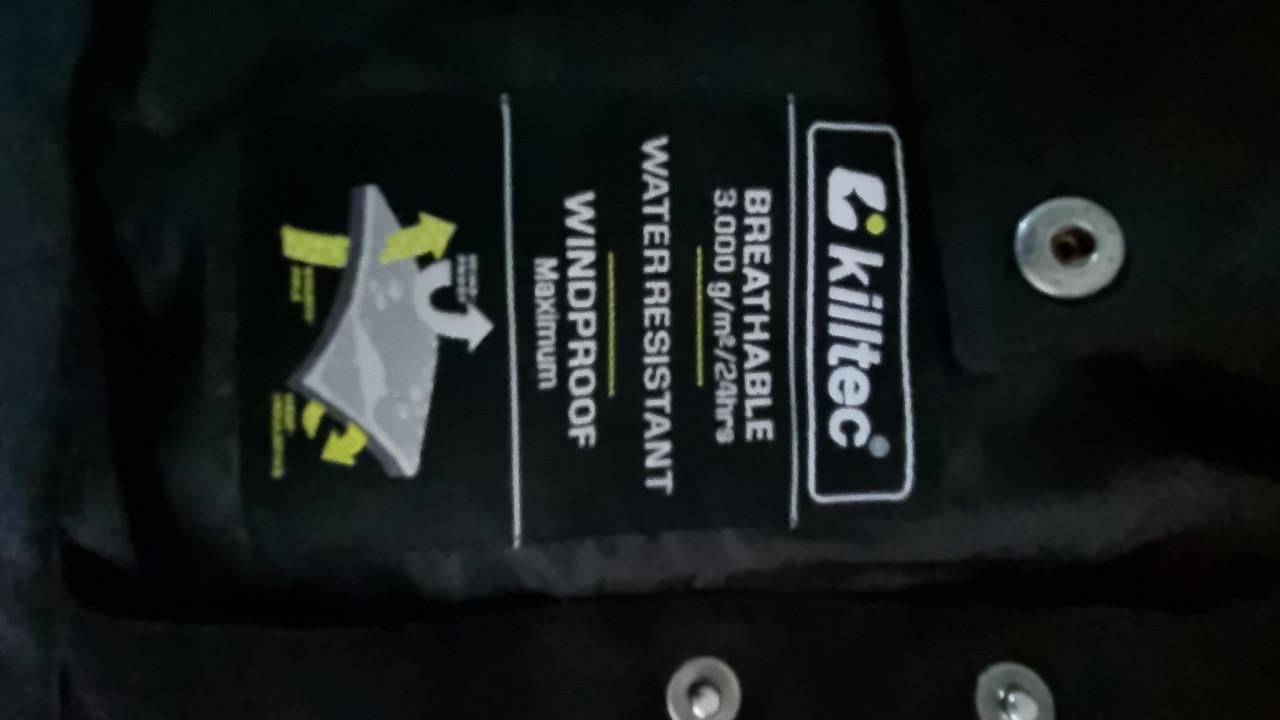 killtec®
BREATHABLE
3.000 g/m²/24hrs
WATER RESISTANT
WINDPROOF
Maximum